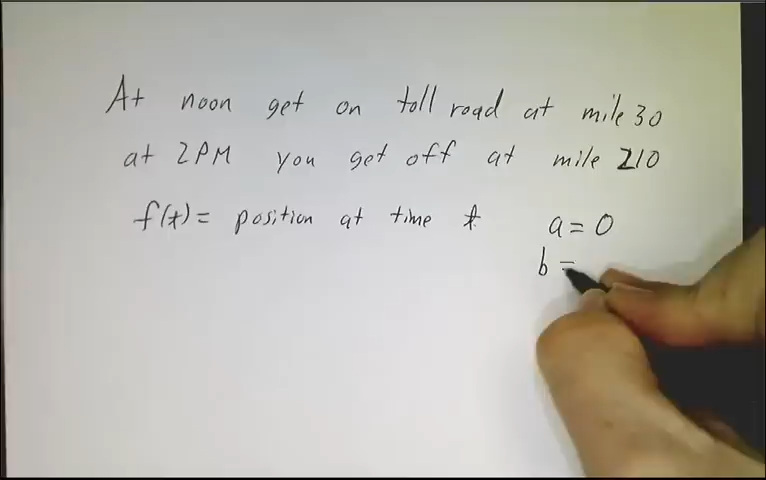 At noon get on toll road at mile 30
at 2PM you get off at mile 210
f(t) = position at time t a = 0
b =